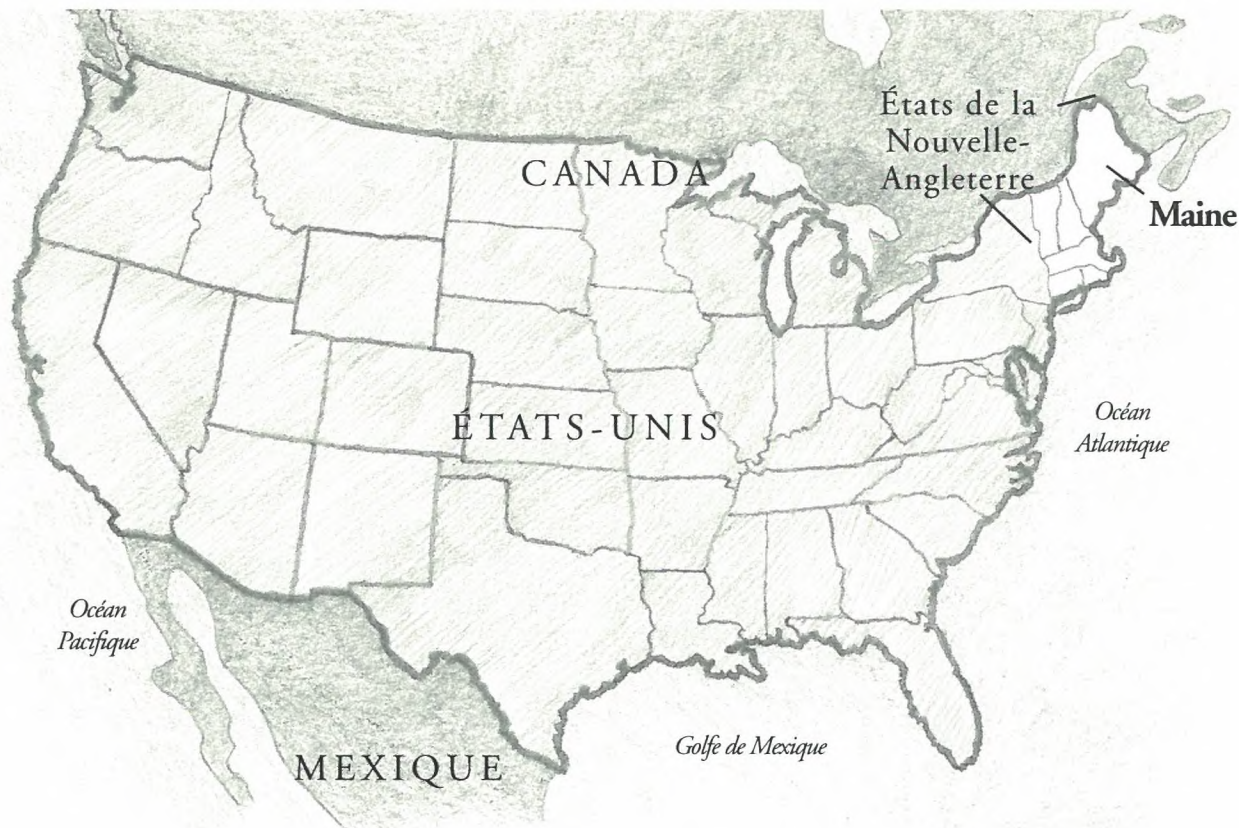 États de la
Nouvelle-
Angleterre
CANADA
Maine
ÉTATS-UNIS
Océan
Atlantique
Océan
Pacifique
Golfe de Mexique
MEXIQUE